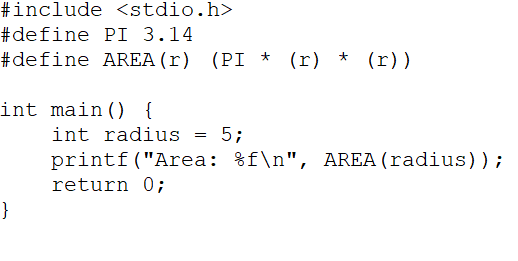 #include <stdio.h>
#define PI 3.14
#define AREA(r) (PI * (r) * (r))

int main() {
    int radius = 5;
    printf("Area: %f\n", AREA(radius));
    return 0;
}